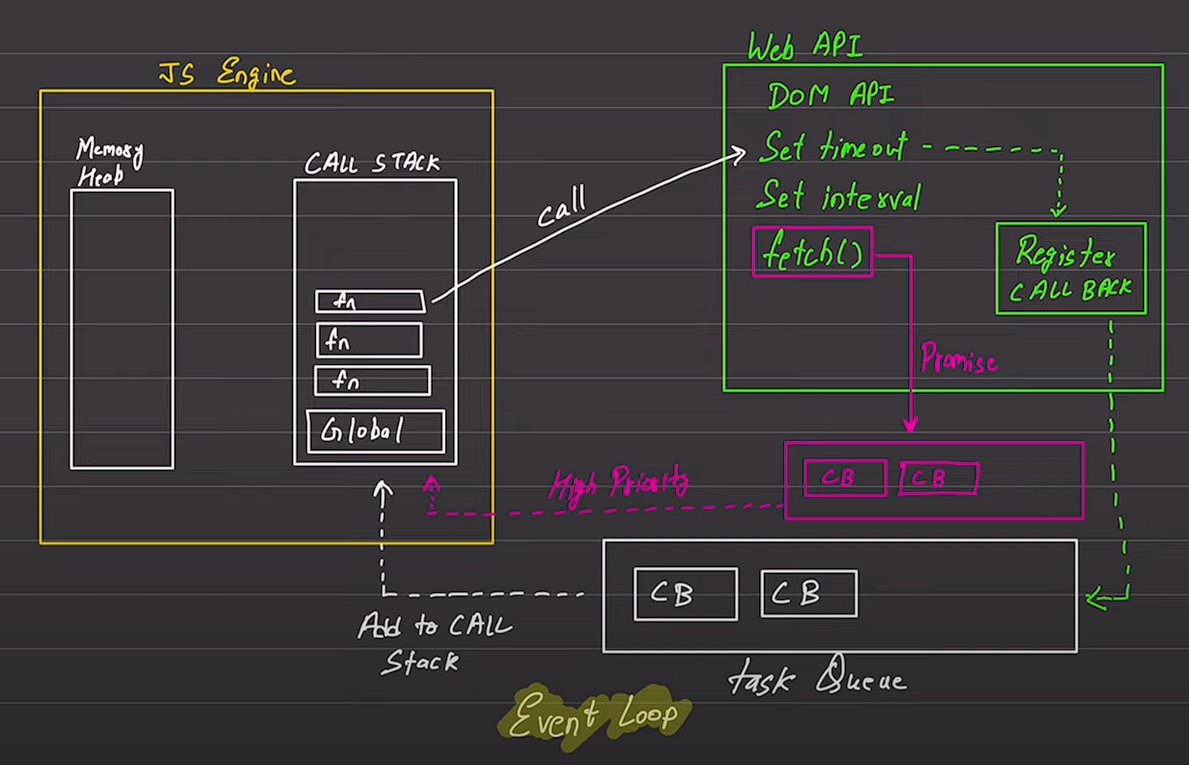 JS Engine
Memory
Heap
CALL STACK
fn
fn
fn
Global
call
Web API
DOM API
Set timeout
Set interval
fetch()
Register
CALL BACK
Promise
CB CB
High Priority
CB CB
Add to CALL
Stack
task Queue
Event Loop